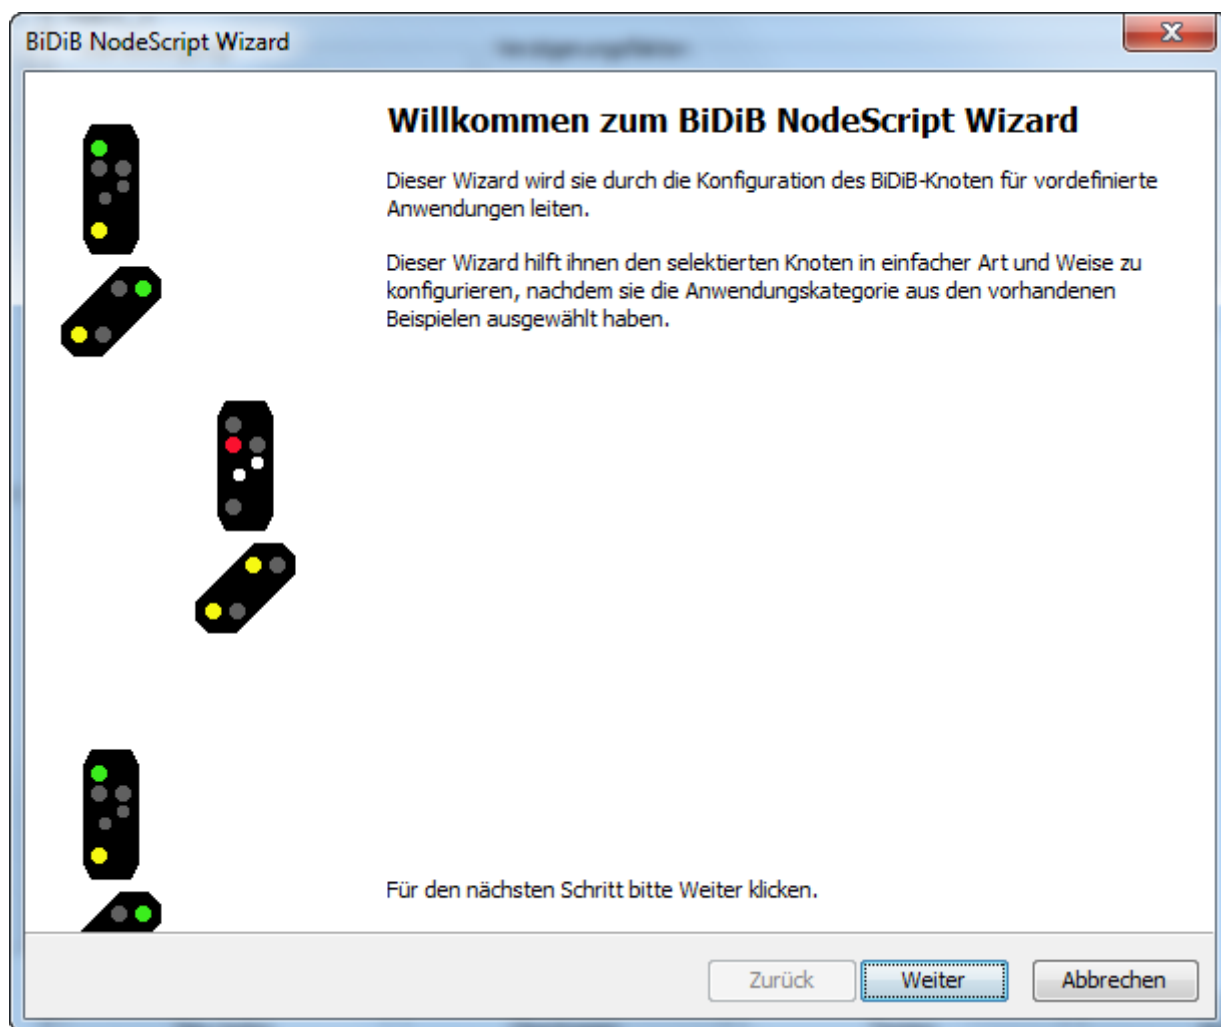 BiDiB NodeScript Wizard
Willkommen zum BiDiB NodeScript Wizard
Dieser Wizard wird sie durch die Konfiguration des BiDiB-Knoten für vordefinierte
Anwendungen leiten.
Dieser Wizard hilft ihnen den selektierten Knoten in einfacher Art und Weise zu
konfigurieren, nachdem sie die Anwendungskategorie aus den vorhandenen
Beispielen ausgewählt haben.
Für den nächsten Schritt bitte Weiter klicken.
Zurück
Weiter
Abbrechen